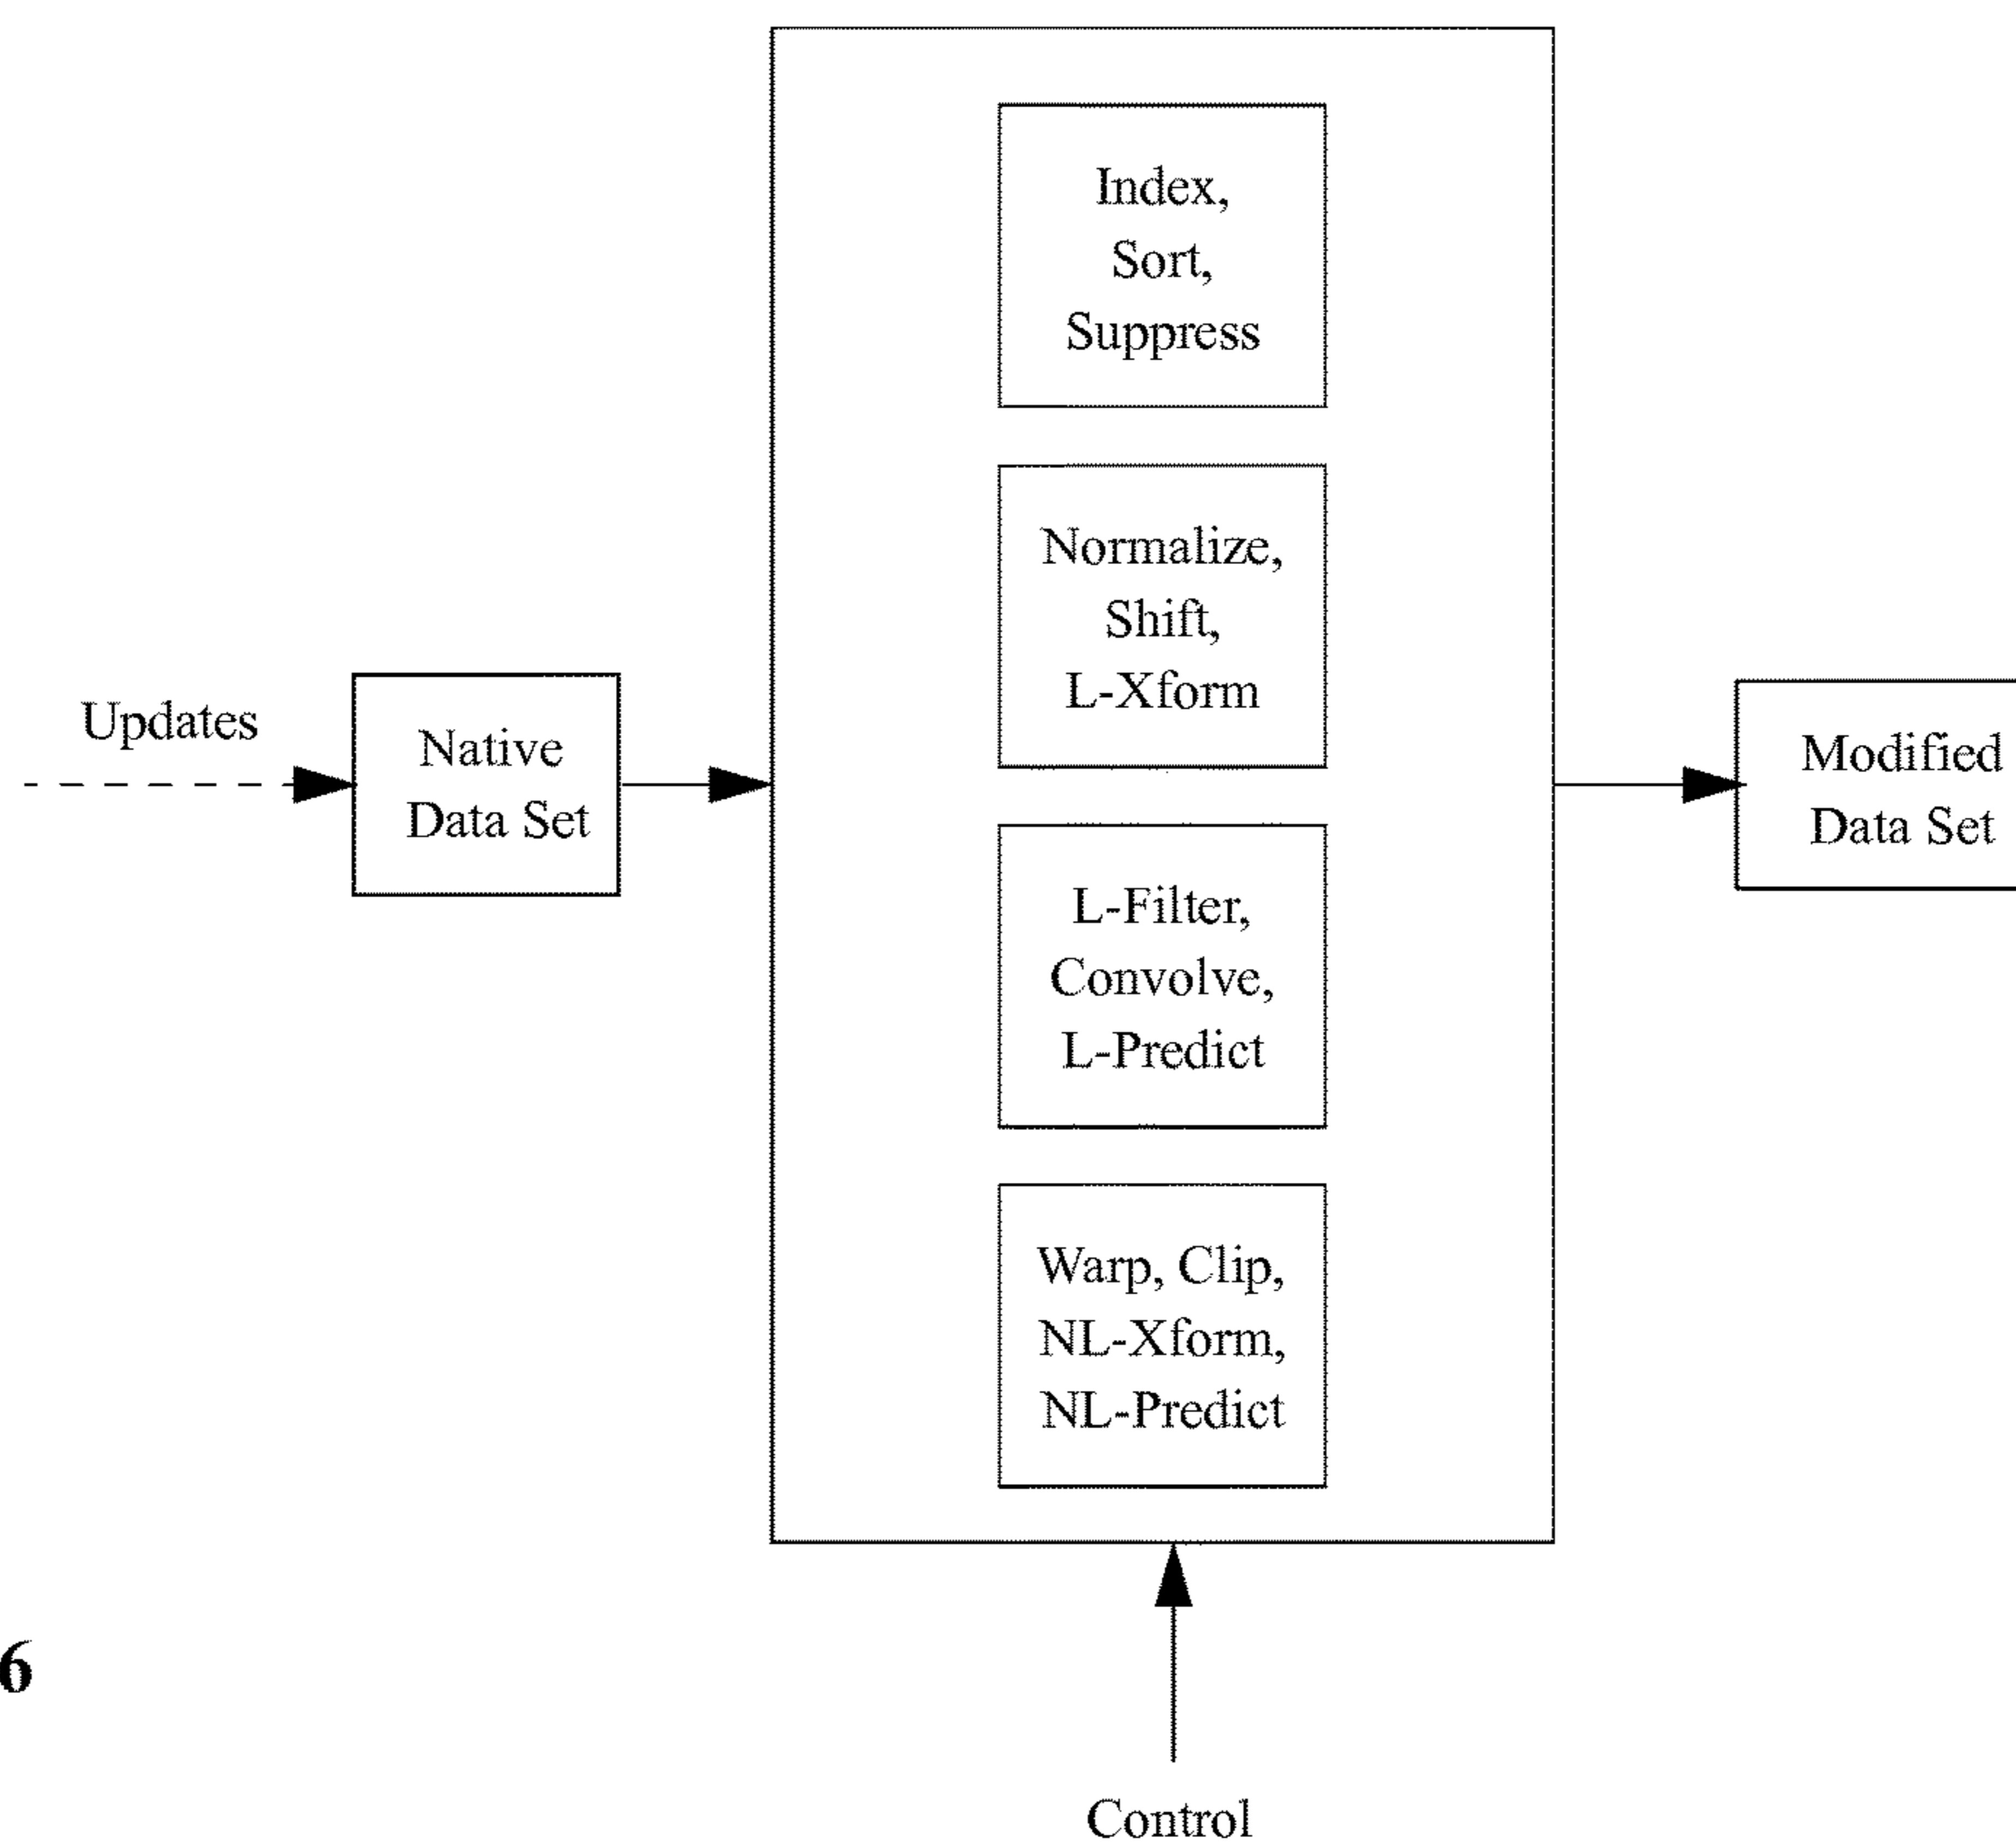 Index,
Sort,
Suppress
Normalize,
Shift,
L-Xform
Updates
Native
Data Set
Modified
Data Set
L-Filter,
Convolve,
L-Predict
Warp, Clip,
NL-Xform,
NL-Predict
6
Control